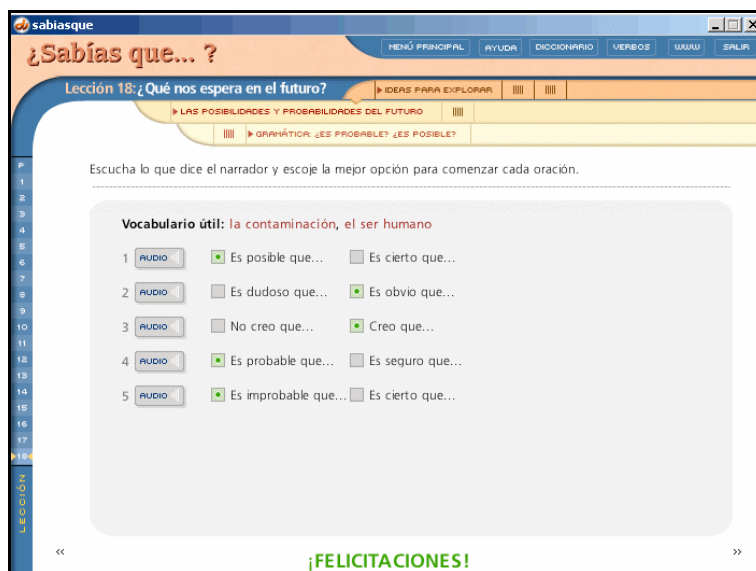 sabiasque
¿Sabías que... ?
MENÚ PRINCIPAL AYUDA DICCIONARIO VERBOS WWW SALIR
Lección 18: ¿Qué nos espera en el futuro? IDEAS PARA EXPLORAR
LAS POSIBILIDADES Y PROBABILIDADES DEL FUTURO
GRAMÁTICA: ¿ES PROBABLE? ¿ES POSIBLE?
Escucha lo que dice el narrador y escoje la mejor opción para comenzar cada oración.
Vocabulario útil: la contaminación, el ser humano
1 AUDIO Es posible que... Es cierto que...
2 AUDIO Es dudoso que... Es obvio que...
3 AUDIO No creo que... Creo que...
4 AUDIO Es probable que... Es seguro que...
5 AUDIO Es improbable que... Es cierto que...
P
1
2
3
4
5
6
7
8
9
10
11
12
13
14
15
16
17
18
LECCIÓN
« »
¡FELICITACIONES!